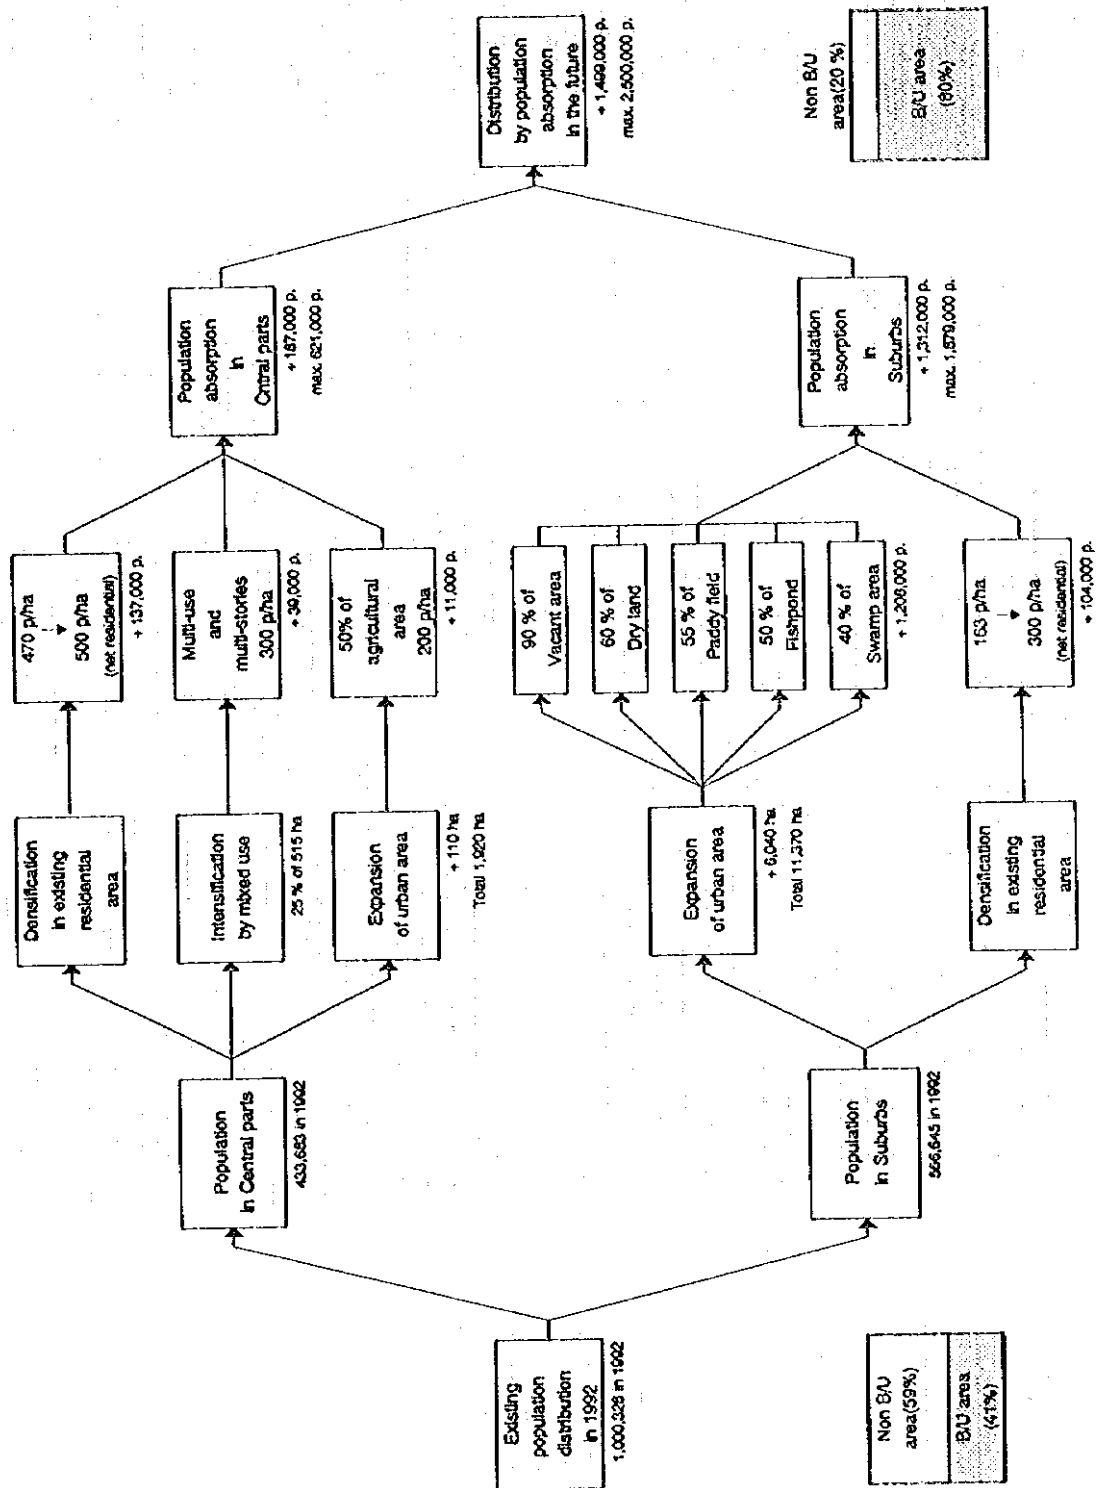 Existing
population
distribution
in 1992
1,000,328 in 1992
Non B/U
area(59%)
B/U area
(41%)
Population
in Central parts
433,683 in 1992
Population
in Suburbs
566,645 in 1992
Densification
in existing
residential
area
Intensification
by mixed use
25 % of 515 ha
Expansion
of urban area
+ 110 ha
Total 1,920 ha
Expansion
of urban area
+ 6,040 ha
Total 11,370 ha
Densification
in existing
residential
area
470 p/ha
500 p/ha
(net residential)
+ 137,000 p.
Multi-use
and
multi-stories
300 p/ha
+ 39,000 p.
50% of
agricultural
area
200 p/ha
+ 11,000 p.
90 % of
Vacant area
60 % of
Dry land
55 % of
Paddy field
50 % of
Fishpond
40 % of
Swamp area
+ 1,208,000 p.
163 p/ha
300 p/ha
(net residential)
+ 104,000 p.
Population
absorption
in
Cntral parts
+ 187,000 p.
max. 621,000 p.
Population
absorption
in
Suburbs
+ 1,312,000 p.
max. 1,879,000 p.
Distribution
by population
absorption
in the future
+ 1,499,000 p.
max. 2,500,000 p.
Non B/U
area(20 %)
B/U area
(80%)